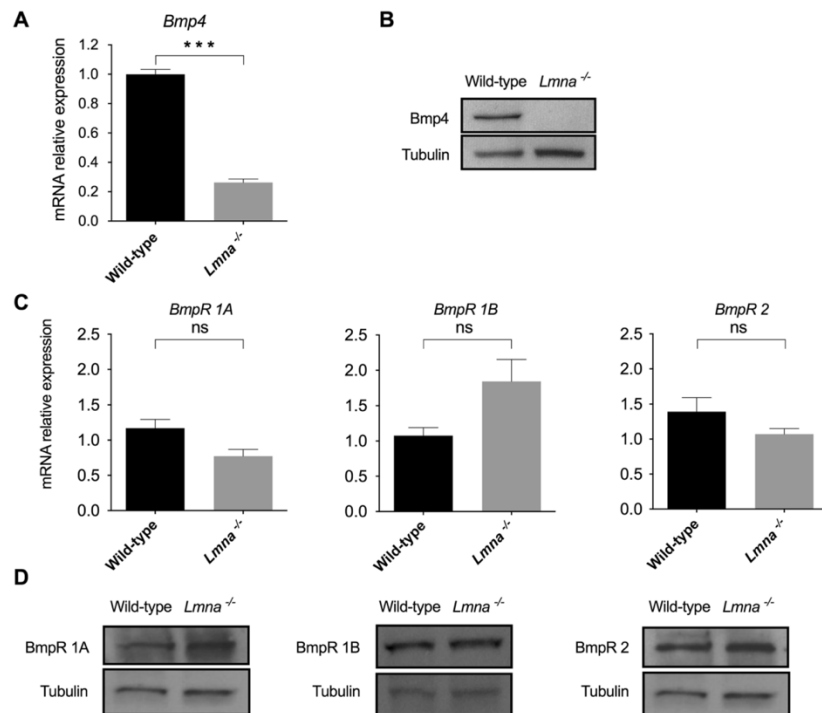 A
Bmp4
***
mRNA relative expression
1.2
1.0
0.8
0.6
0.4
0.2
0.0
Wild-type
Lmna -/-
B
Wild-type Lmna -/-
Bmp4
Tubulin
C
BmpR 1A
ns
mRNA relative expression
2.5
2.0
1.5
1.0
0.5
0.0
Wild-type
Lmna -/-
BmpR 1B
ns
2.5
2.0
1.5
1.0
0.5
0.0
Wild-type
Lmna -/-
BmpR 2
ns
2.5
2.0
1.5
1.0
0.5
0.0
Wild-type
Lmna -/-
D
Wild-type Lmna -/-
BmpR 1A
Tubulin
Wild-type Lmna -/-
BmpR 1B
Tubulin
Wild-type Lmna -/-
BmpR 2
Tubulin